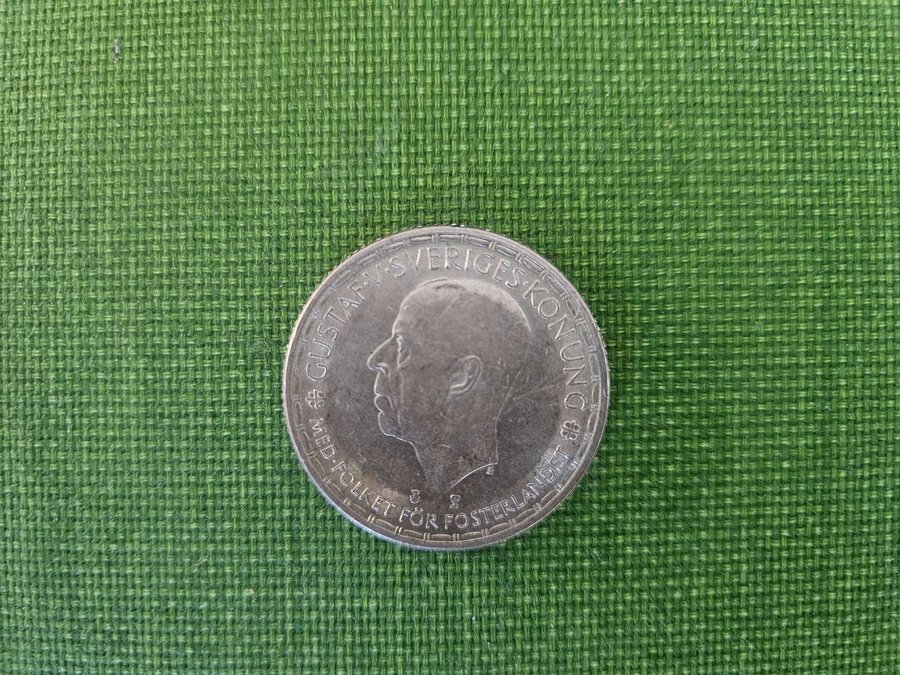 GUSTAF·V·SVERIGES·KONUNG
MED·FOLKET FÖR FOSTERLANDET